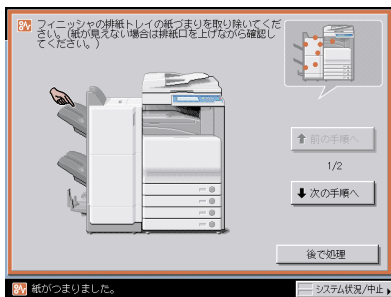 フィニッシャの排紙トレイの紙づまりを取り除いてくだ
さい。(紙が見えない場合は排紙口を上げながら確認し
てください。)
前の手順へ
1/2
次の手順へ
後で処理
紙がつまりました。
システム状況/中止